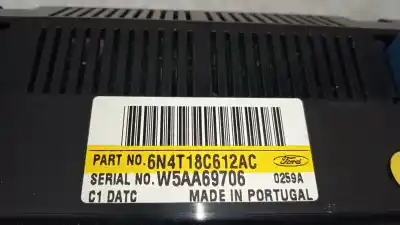 PART NO. 6N4T18C612AC Ford
SERIAL NO. W5AA69706 0259A
C1 DATC MADE IN PORTUGAL